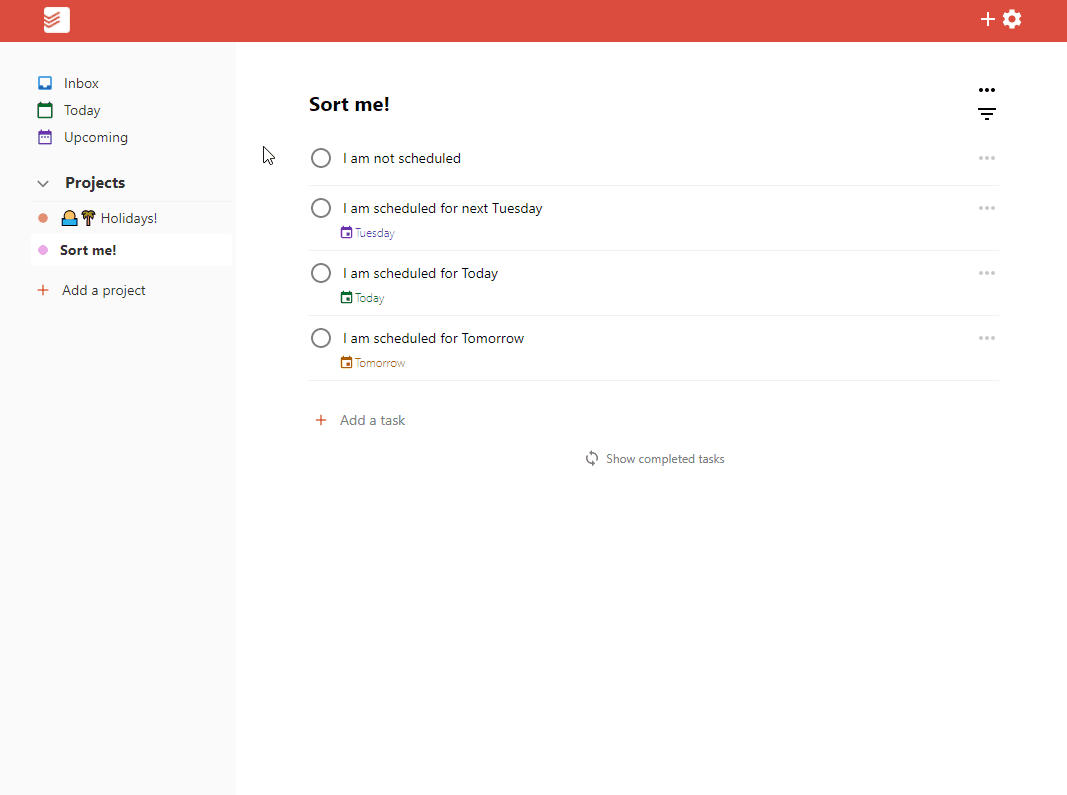 Inbox
Today
Upcoming
Projects
Holidays!
Sort me!
Add a project
Sort me!
I am not scheduled
I am scheduled for next Tuesday
Tuesday
I am scheduled for Today
Today
I am scheduled for Tomorrow
Tomorrow
Add a task
Show completed tasks